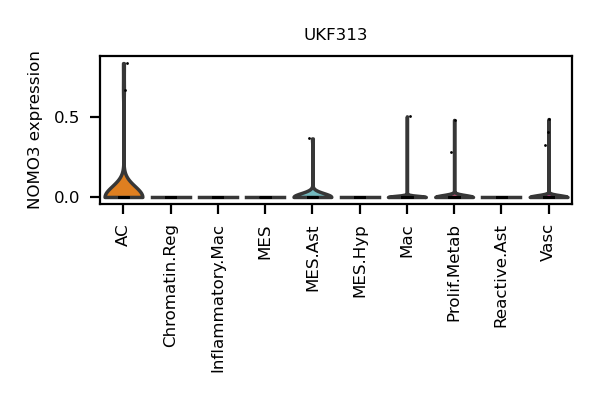 UKF313
NOMO3 expression
0.5
0.0
AC
Chromatin.Reg
Inflammatory.Mac
MES
MES.Ast
MES.Hyp
Mac
Prolif.Metab
Reactive.Ast
Vasc